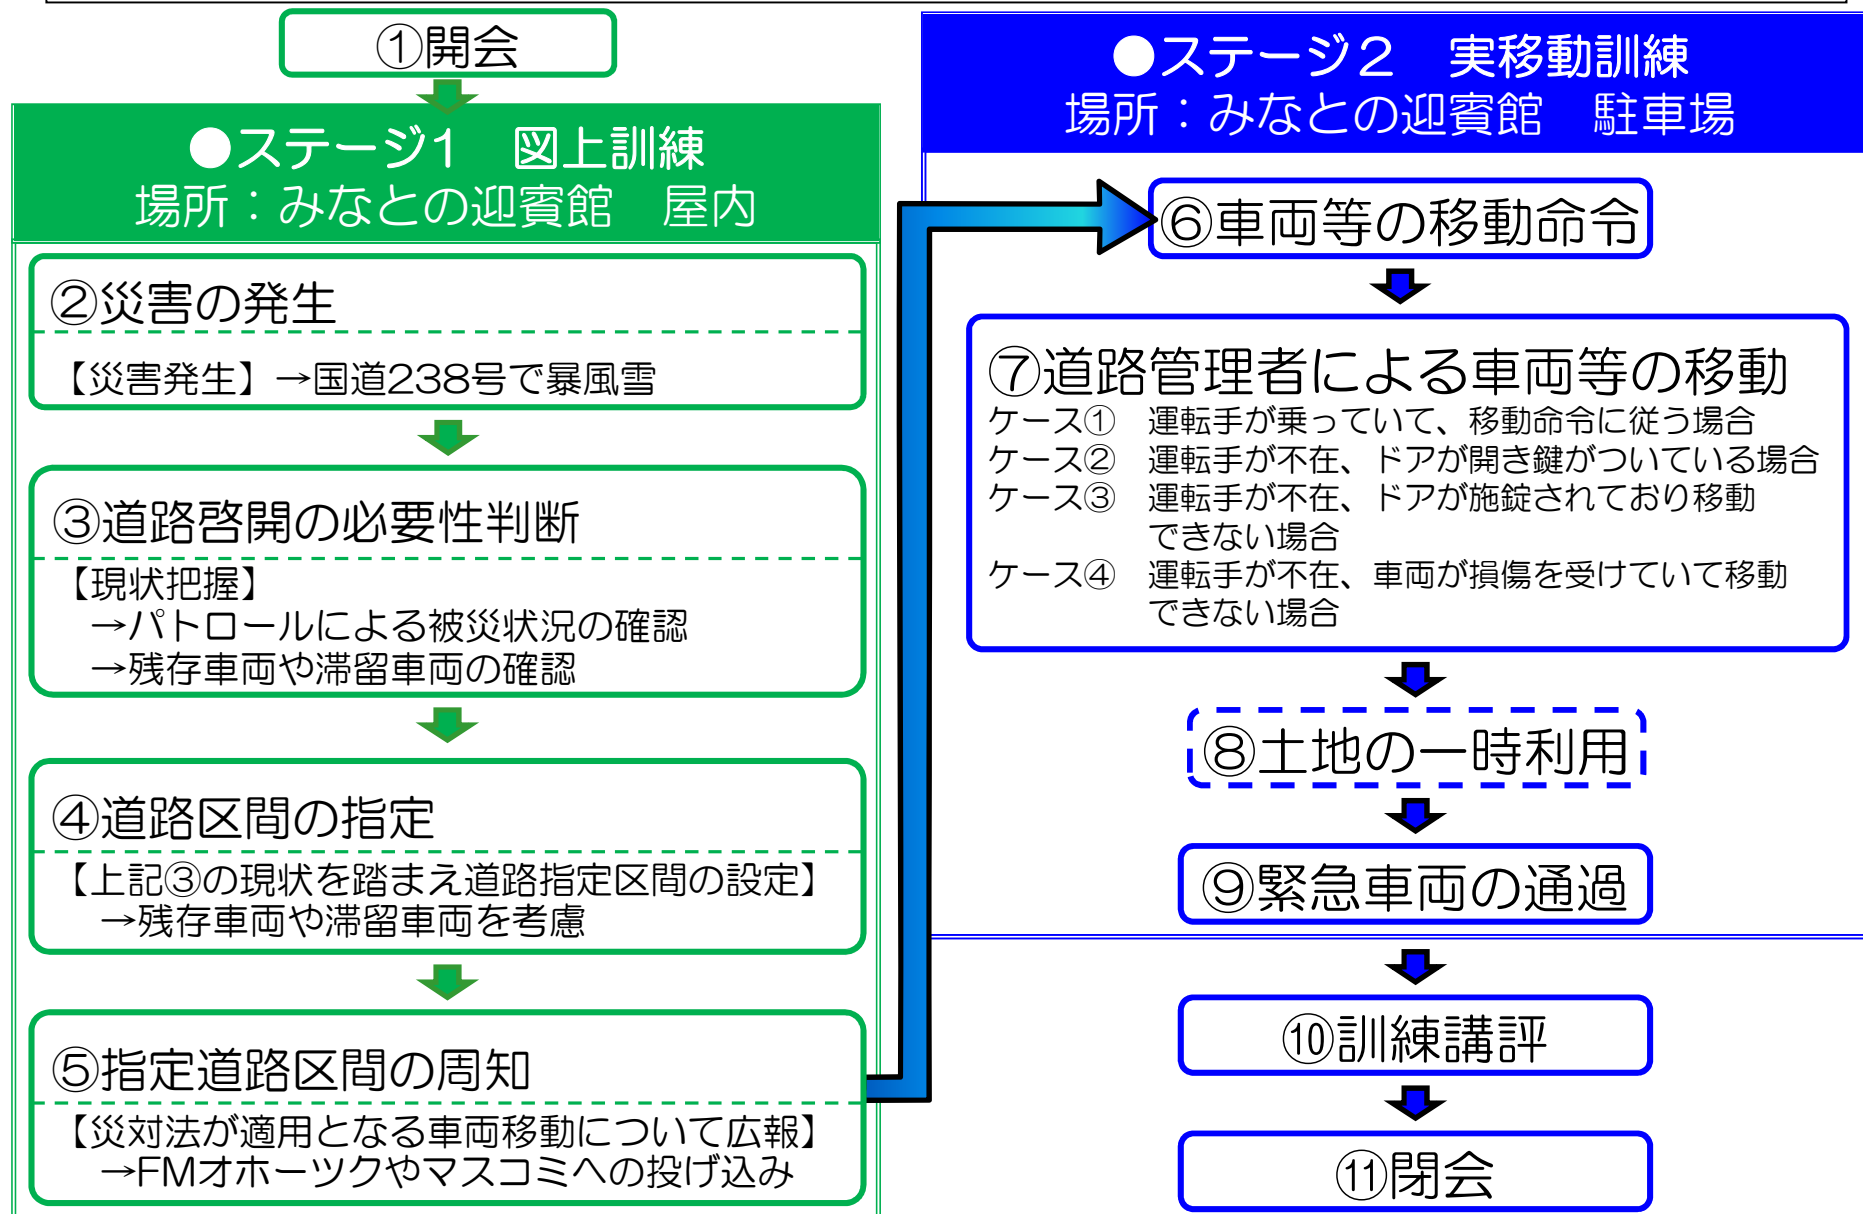 ①開会
●ステージ1　図上訓練
場所：みなとの迎賓館　屋内
②災害の発生
【災害発生】→国道238号で暴風雪
③道路啓開の必要性判断
【現状把握】
→パトロールによる被災状況の確認
→残存車両や滞留車両の確認
④道路区間の指定
【上記③の現状を踏まえ道路指定区間の設定】
→残存車両や滞留車両を考慮
⑤指定道路区間の周知
【災対法が適用となる車両移動について広報】
→FMオホーツクやマスコミへの投げ込み
●ステージ２　実移動訓練
場所：みなとの迎賓館　駐車場
⑥車両等の移動命令
⑦道路管理者による車両等の移動
ケース①　運転手が乗っていて、移動命令に従う場合
ケース②　運転手が不在、ドアが開き鍵がついている場合
ケース③　運転手が不在、ドアが施錠されており移動
できない場合
ケース④　運転手が不在、車両が損傷を受けていて移動
できない場合
⑧土地の一時利用
⑨緊急車両の通過
⑩訓練講評
⑪閉会